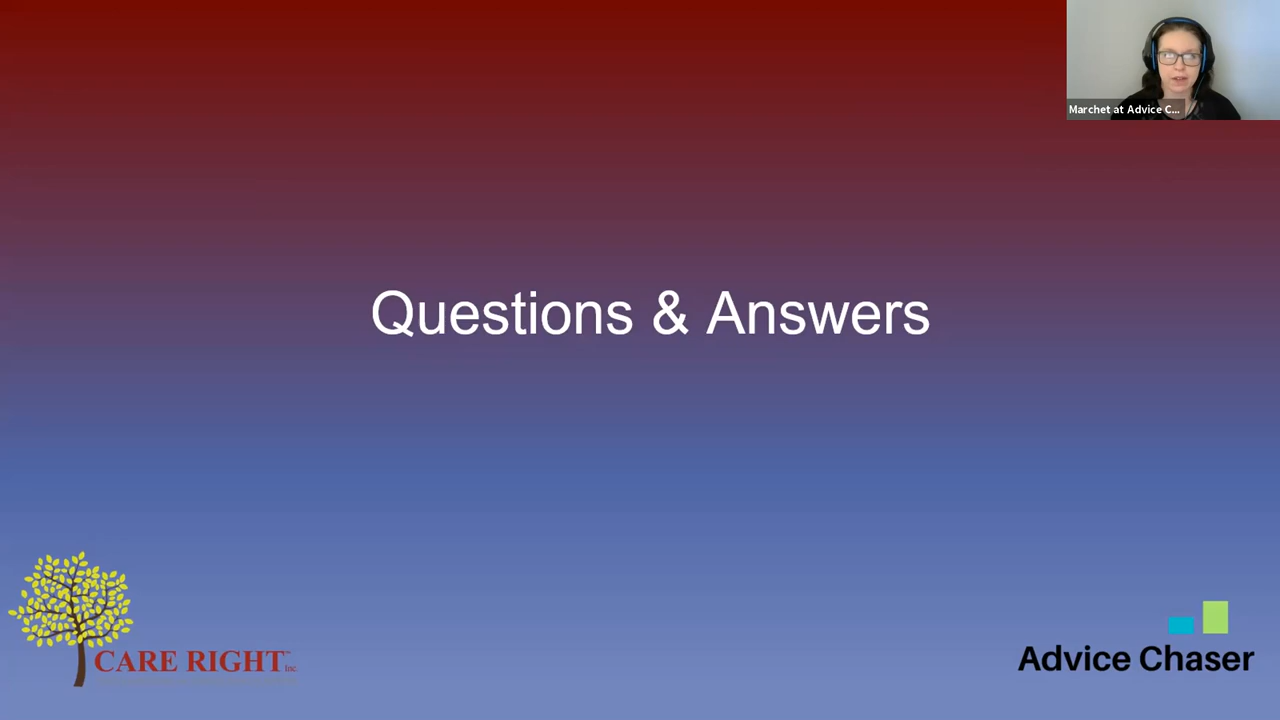 Marchet at Advice C...
Questions & Answers
CARE RIGHT Inc.
Advice Chaser